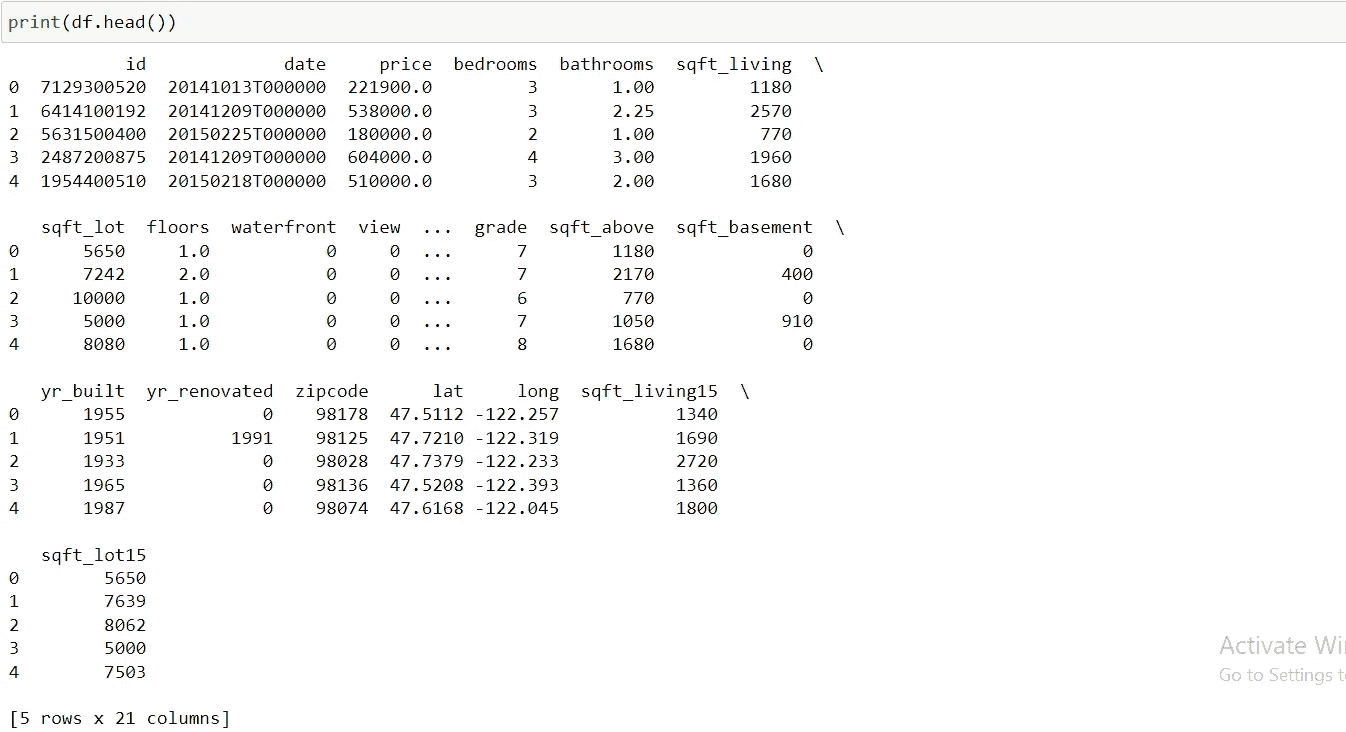 print(df.head())
           id             date     price  bedrooms  bathrooms  sqft_living  \
0  7129300520  20141013T000000  221900.0         3       1.00         1180
1  6414100192  20141209T000000  538000.0         3       2.25         2570
2  5631500400  20150225T000000  180000.0         2       1.00          770
3  2487200875  20141209T000000  604000.0         4       3.00         1960
4  1954400510  20150218T000000  510000.0         3       2.00         1680
   sqft_lot  floors  waterfront  view  ...  grade  sqft_above  sqft_basement  \
0      5650     1.0           0     0  ...      7        1180              0
1      7242     2.0           0     0  ...      7        2170            400
2     10000     1.0           0     0  ...      6         770              0
3      5000     1.0           0     0  ...      7        1050            910
4      8080     1.0           0     0  ...      8        1680              0
   yr_built  yr_renovated  zipcode      lat     long  sqft_living15  \
0      1955             0    98178  47.5112 -122.257           1340
1      1951          1991    98125  47.7210 -122.319           1690
2      1933             0    98028  47.7379 -122.233           2720
3      1965             0    98136  47.5208 -122.393           1360
4      1987             0    98074  47.6168 -122.045           1800
   sqft_lot15
0        5650
1        7639
2        8062
3        5000
4        7503
[5 rows x 21 columns]
Activate
Go to Settings